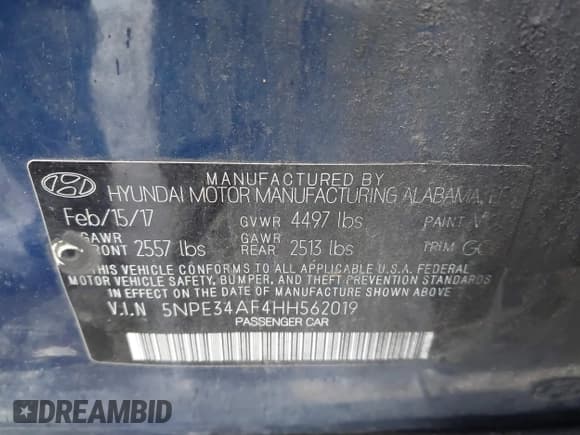 MANUFACTURED BY
HYUNDAI MOTOR MANUFACTURING ALABAMA,
Feb/15/17 GVWR 4497 lbs PAINT
GAWR FRONT 2557 lbs GAWR REAR 2513 lbs TRIM
THIS VEHICLE CONFORMS TO ALL APPLICABLE U.S.A. FEDERAL
MOTOR VEHICLE SAFETY, BUMPER, AND THEFT PREVENTION STANDARDS
IN EFFECT ON THE DATE OF MANUFACTURE SHOWN ABOVE.
V.I.N 5NPE34AF4HH562019
PASSENGER CAR
DREAMBID